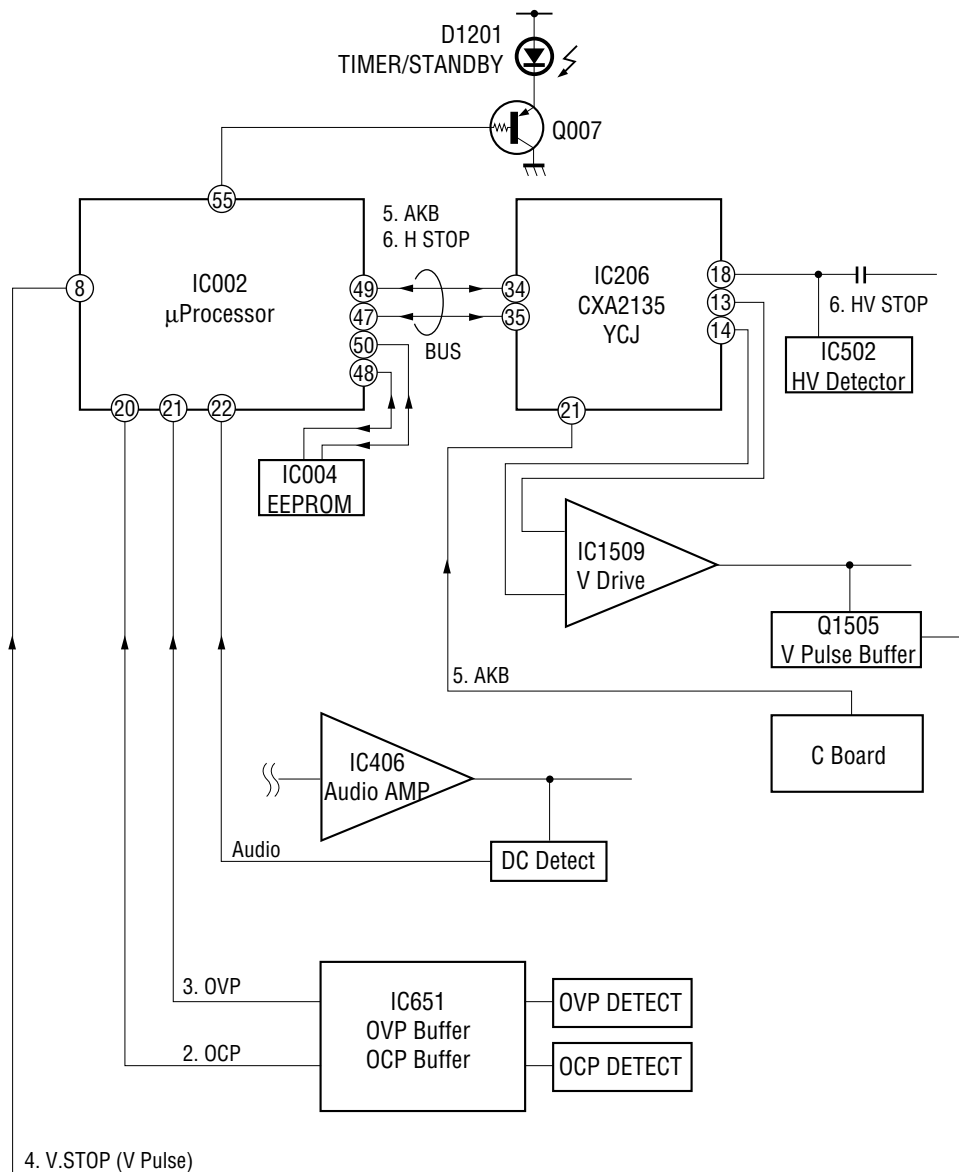 D1201
TIMER/STANDBY
Q007
55
5. AKB
6. H STOP
8
IC002
µProcessor
49
47
50
48
BUS
34
35
IC206
CXA2135
YCJ
18
13
14
6. HV STOP
IC502
HV Detector
20
21
22
21
IC004
EEPROM
IC1509
V Drive
Q1505
V Pulse Buffer
5. AKB
C Board
IC406
Audio AMP
Audio
DC Detect
3. OVP
2. OCP
IC651
OVP Buffer
OCP Buffer
OVP DETECT
OCP DETECT
4. V.STOP (V Pulse)